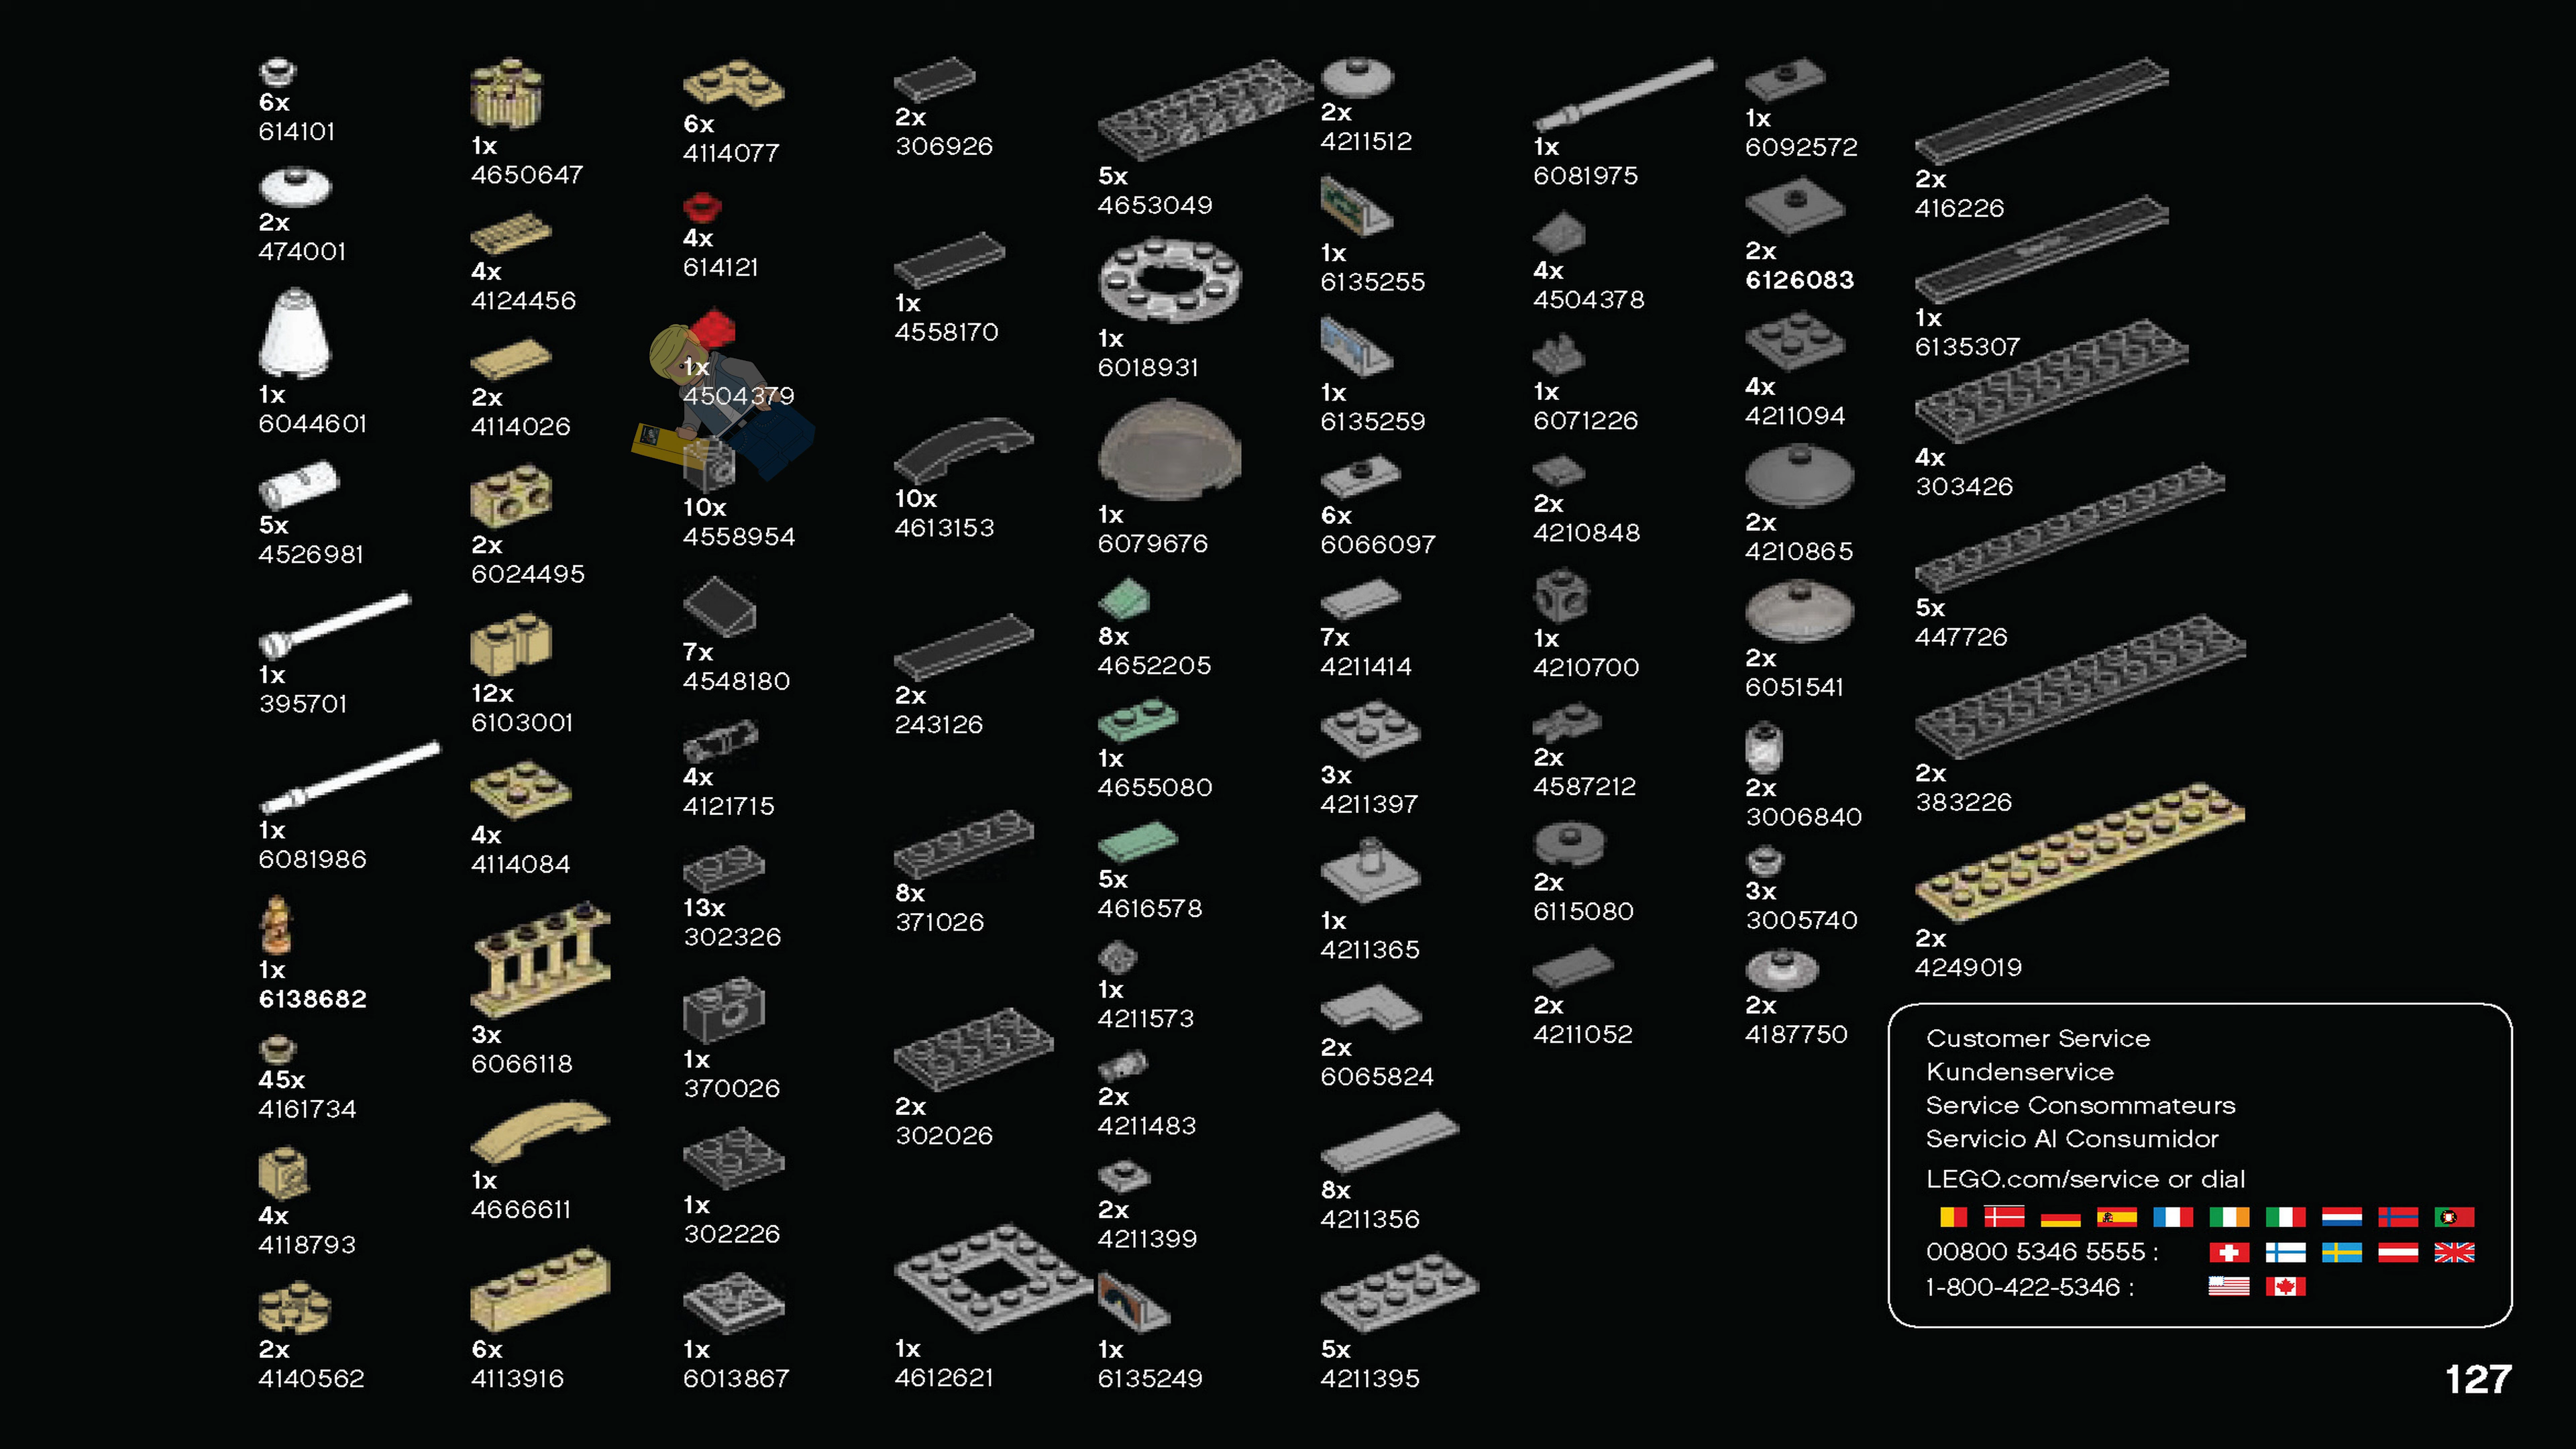 6x
614101
2x
474001
1x
6044601
5x
4526981
1x
395701
1x
6081986
1x
6138682
45x
4161734
4x
4118793
2x
4140562
1x
4650647
4x
4124456
2x
4114026
2x
6024495
12x
6103001
4x
4114084
3x
6066118
1x
4666611
6x
4113916
6x
4114077
4x
614121
1x
4504379
10x
4558954
7x
4548180
4x
4121715
13x
302326
1x
370026
1x
302226
1x
6013867
2x
306926
1x
4558170
10x
4613153
2x
243126
8x
371026
2x
302026
1x
4612621
5x
4653049
1x
6018931
1x
6079676
8x
4652205
1x
4655080
5x
4616578
1x
4211573
2x
4211483
2x
4211399
1x
6135249
2x
4211512
1x
6135255
1x
6135259
6x
6066097
7x
4211414
3x
4211397
1x
4211365
2x
6065824
8x
4211356
5x
4211395
1x
6081975
4x
4504378
1x
6071226
2x
4210848
1x
4210700
2x
4587212
2x
6115080
2x
4211052
1x
6092572
2x
6126083
4x
4211094
2x
4210865
2x
6051541
2x
3006840
3x
3005740
2x
4187750
2x
416226
1x
6135307
4x
303426
5x
447726
2x
383226
2x
4249019
Customer Service
Kundenservice
Service Consommateurs
Servicio Al Consumidor
LEGO.com/service or dial
00800 5346 5555 :
1-800-422-5346 :
127